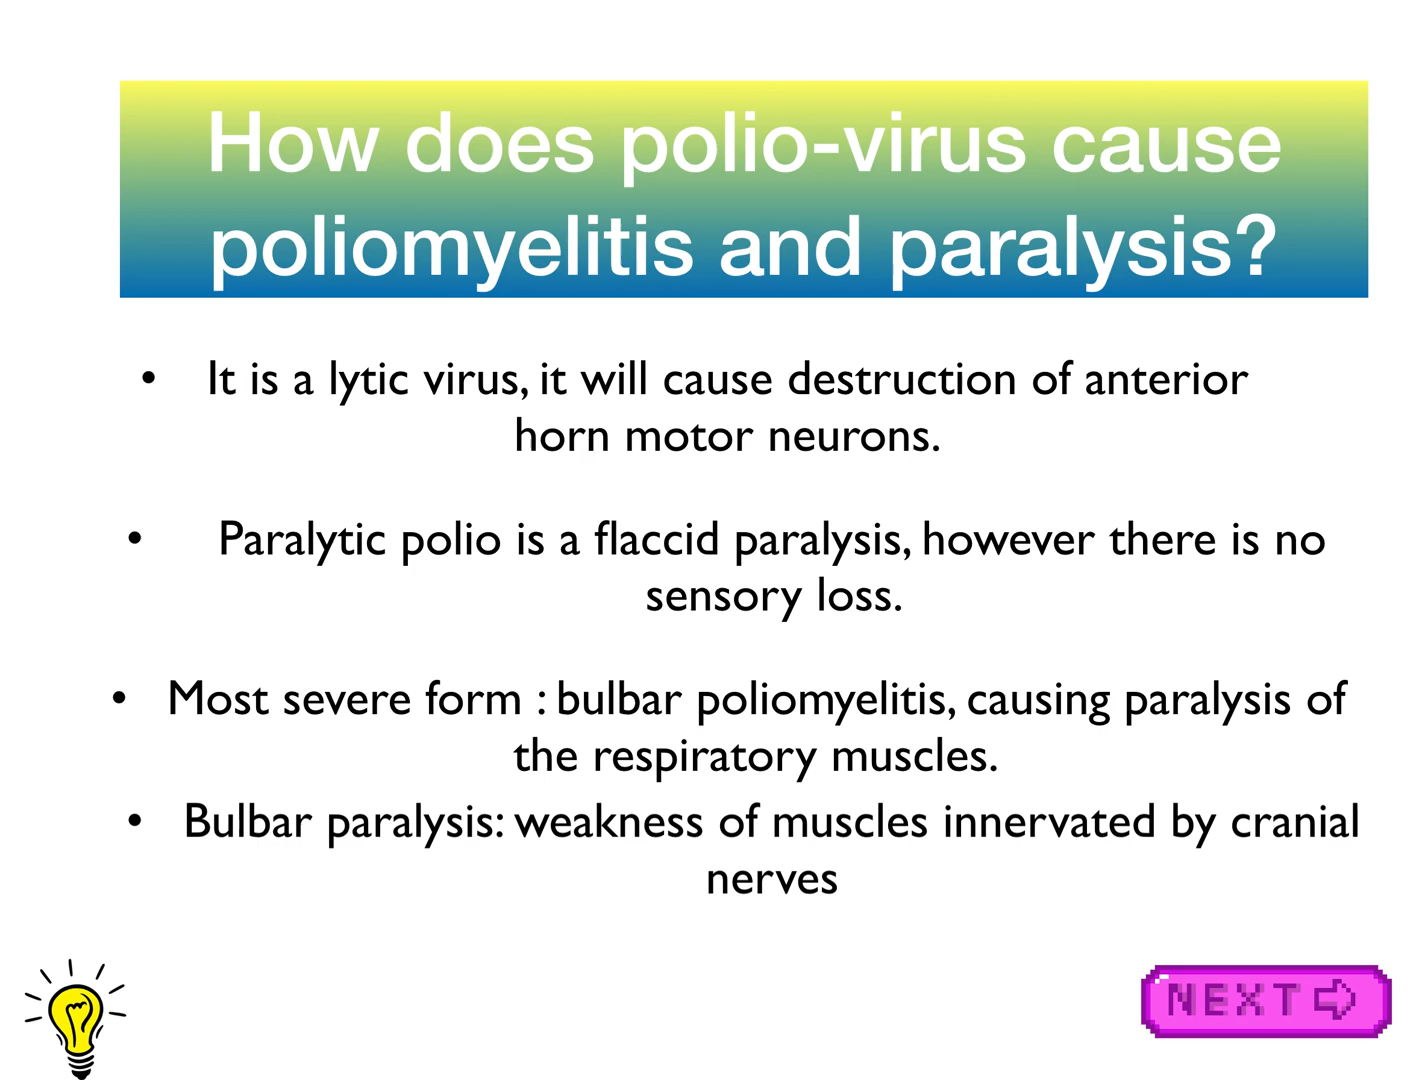 How does polio-virus cause
poliomyelitis and paralysis?
• It is a lytic virus, it will cause destruction of anterior
horn motor neurons.
• Paralytic polio is a flaccid paralysis, however there is no
sensory loss.
• Most severe form : bulbar poliomyelitis, causing paralysis of
the respiratory muscles.
• Bulbar paralysis: weakness of muscles innervated by cranial
nerves
NEXT